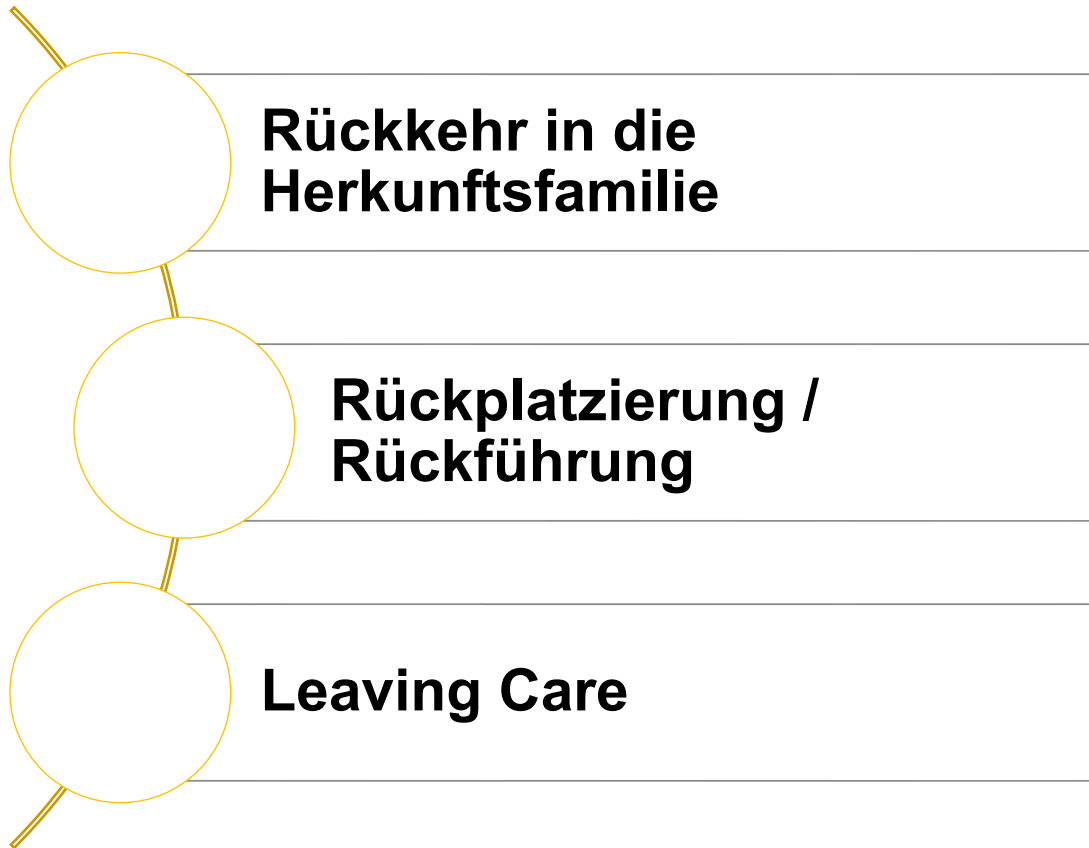 Rückkehr in die
Herkunftsfamilie
Rückplatzierung /
Rückführung
Leaving Care